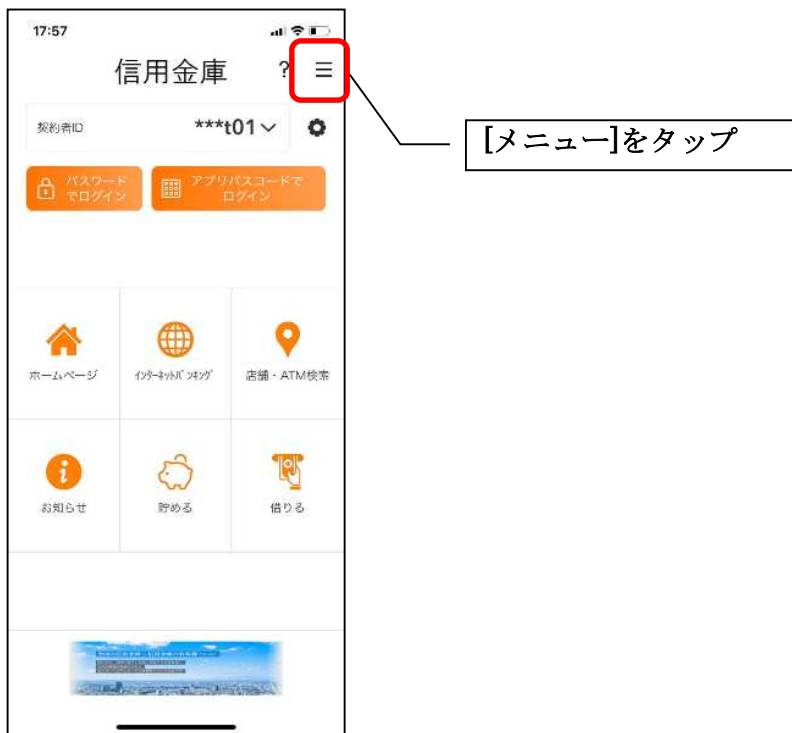 17:57
信用金庫 ? ≡
契約者ID ***t01
[メニュー]をタップ
パスワード
でログイン
アプリパスコードで
ログイン
ホームページ
インターネットバンキング
店舗・ATM検索
お知らせ
貯める
借りる